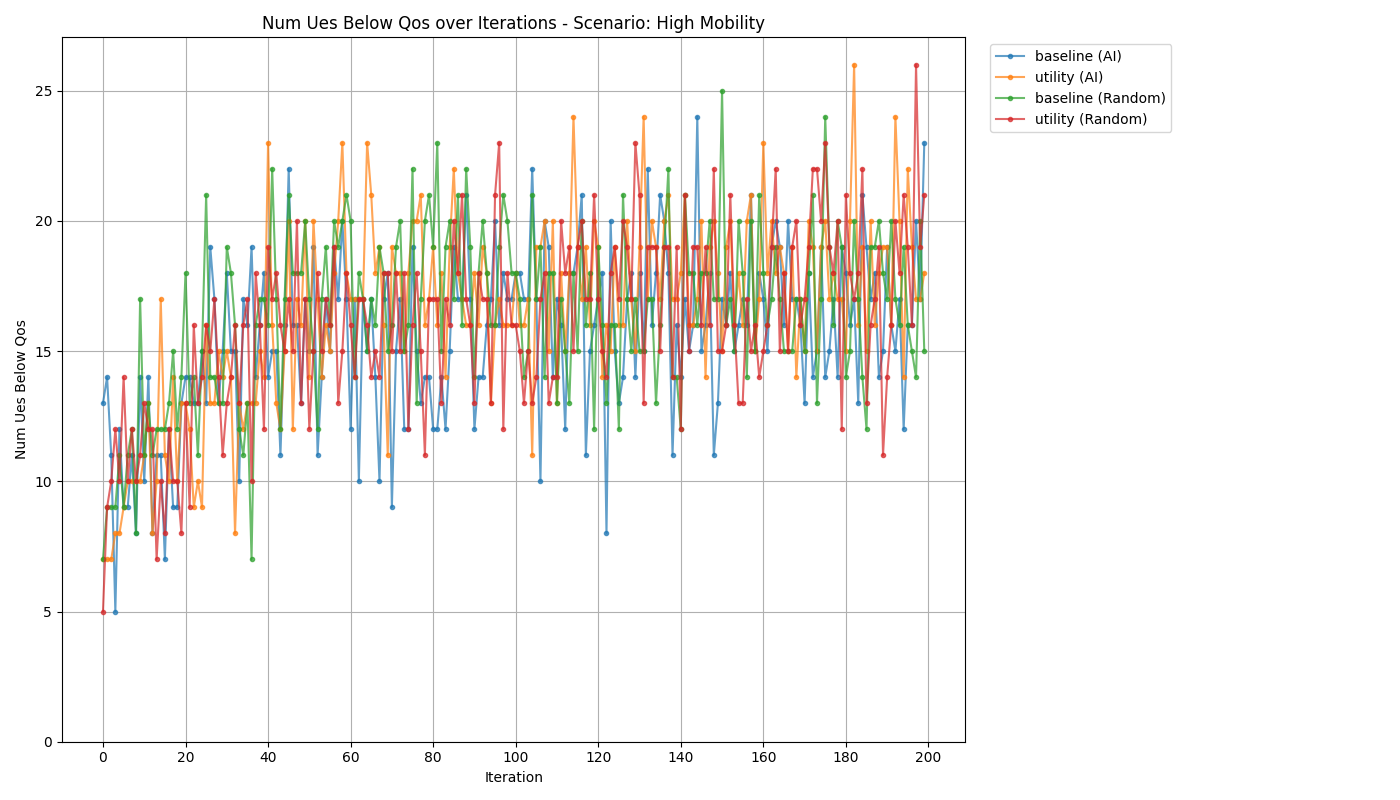 Num Ues Below Qos over Iterations - Scenario: High Mobility
baseline (AI)
utility (AI)
baseline (Random)
utility (Random)
Num Ues Below Qos
25
20
15
10
5
0
0 20 40 60 80 100 120 140 160 180 200
Iteration